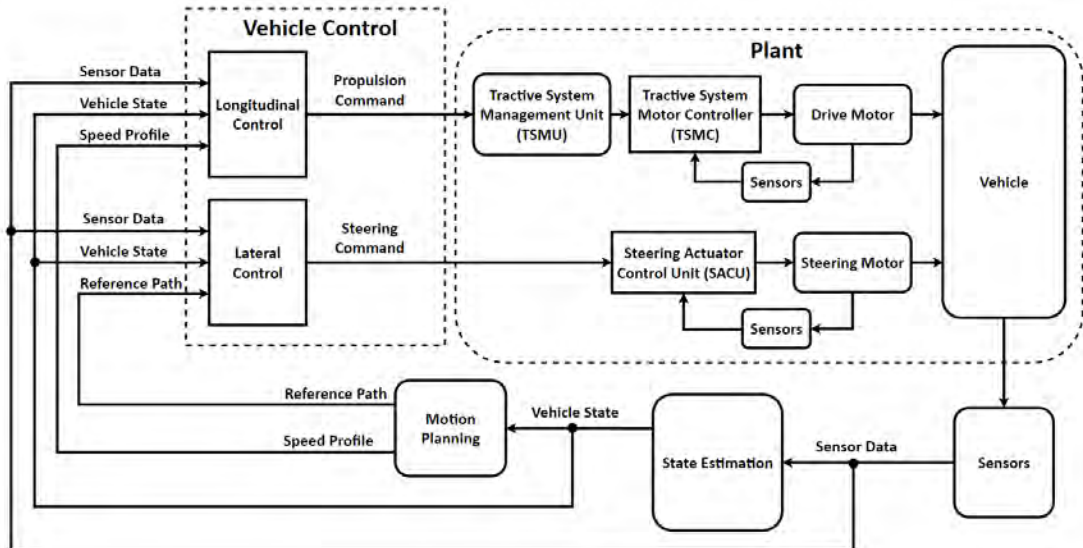 Vehicle Control
Plant
Sensor Data
Vehicle State
Speed Profile
Longitudinal
Control
Propulsion
Command
Tractive System
Management Unit
(TSMU)
Tractive System
Motor Controller
(TSMC)
Drive Motor
Sensors
Vehicle
Sensor Data
Vehicle State
Reference Path
Lateral
Control
Steering
Command
Steering Actuator
Control Unit (SACU)
Steering Motor
Sensors
Reference Path
Speed Profile
Motion
Planning
Vehicle State
State Estimation
Sensor Data
Sensors